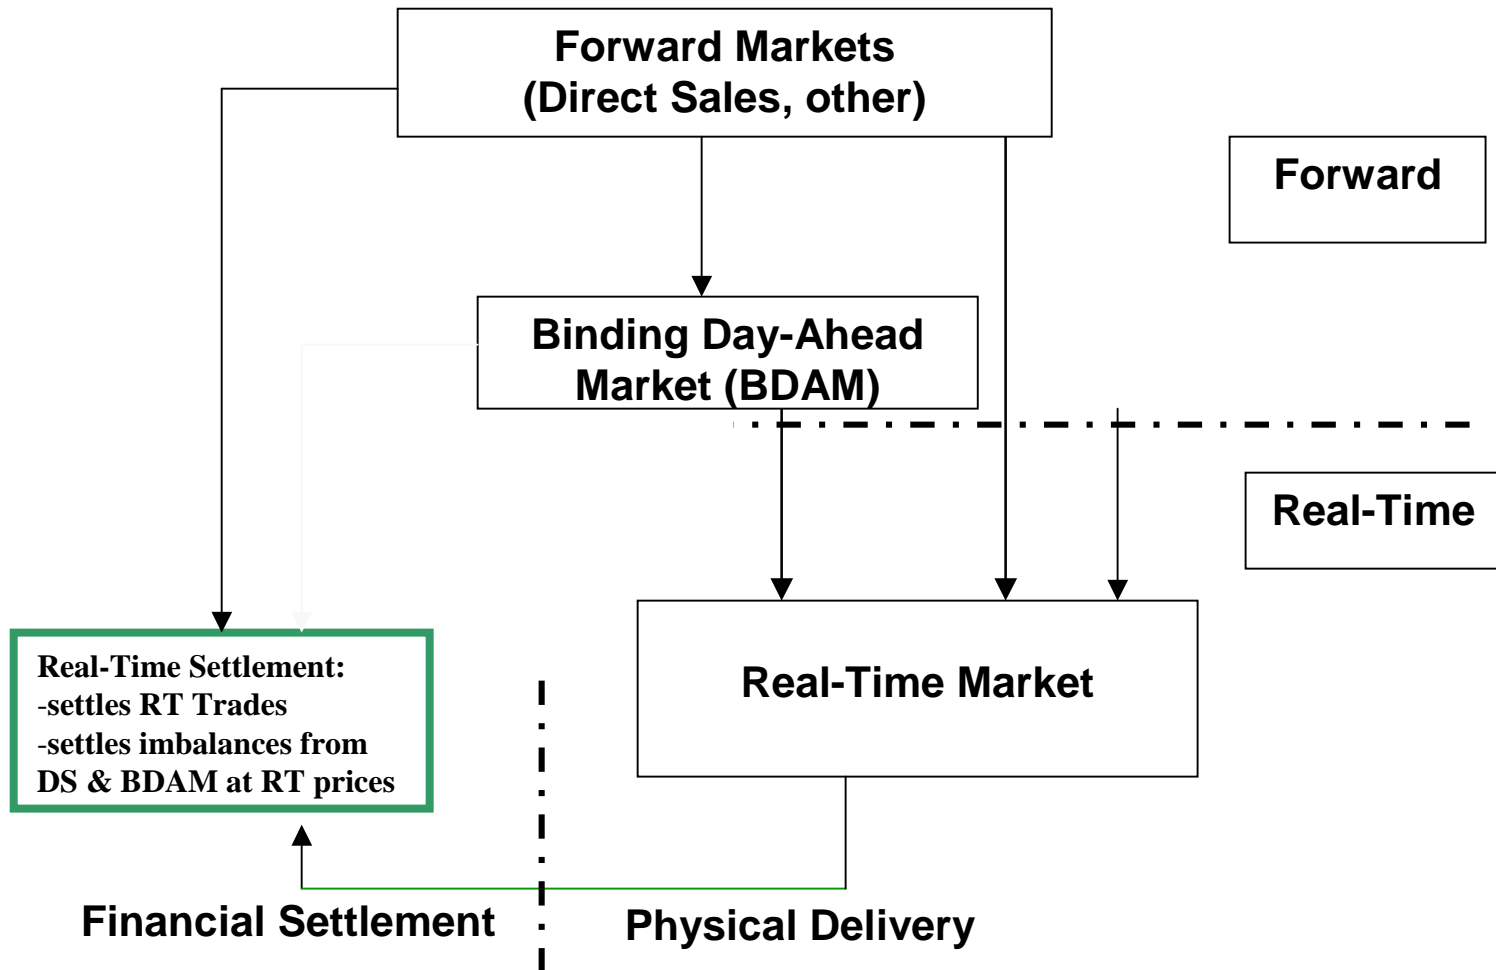 Forward Markets
(Direct Sales, other)
Forward
Binding Day-Ahead
Market (BDAM)
Real-Time
Real-Time Settlement:
-settles RT Trades
-settles imbalances from
DS & BDAM at RT prices
Real-Time Market
Financial Settlement
Physical Delivery